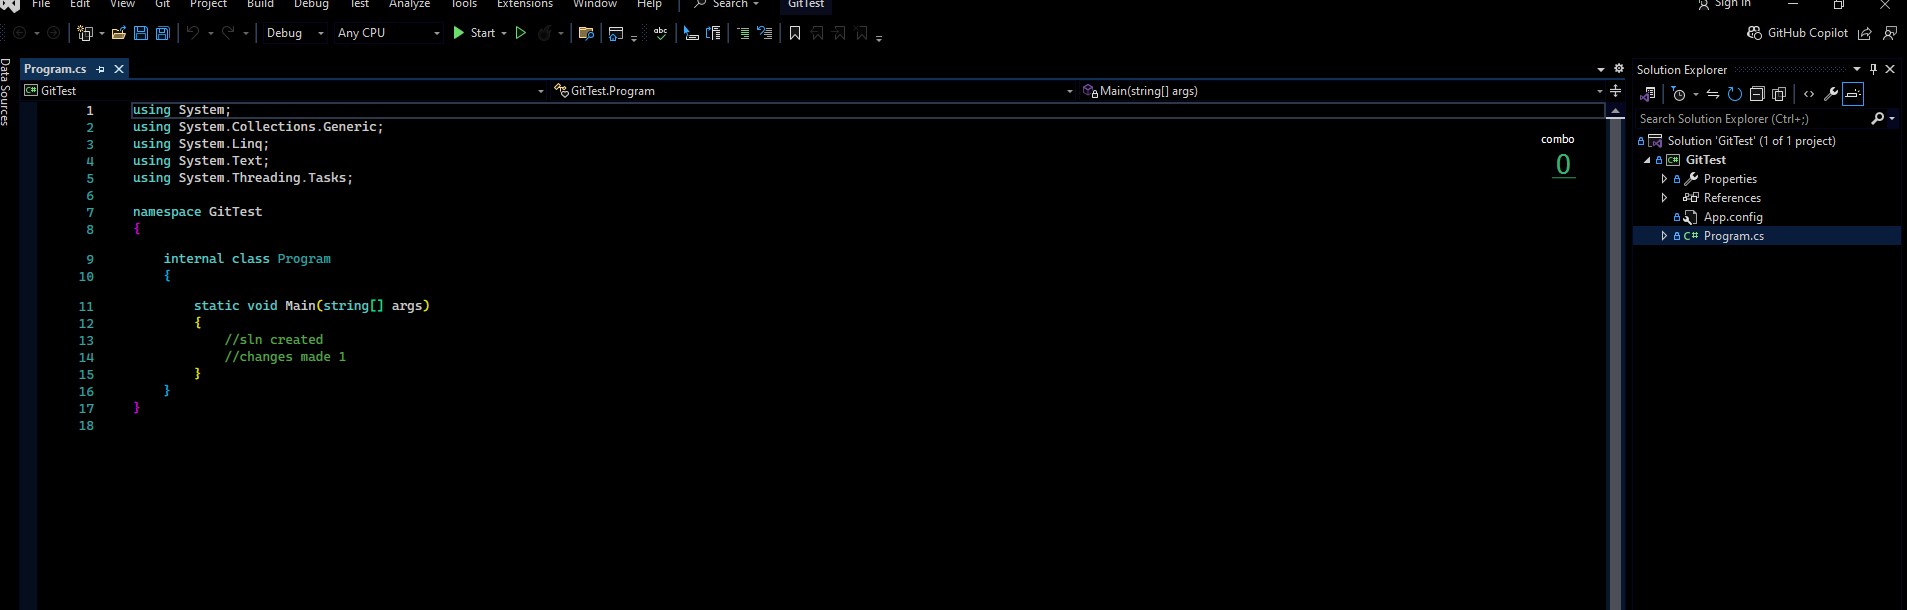 File Edit View Git Project Build Debug Test Analyze Tools Extensions Window Help Search GitTest Sign in
Debug Any CPU Start abc GitHub Copilot
Data Sources
Program.cs
GitTest GitTest.Program Main(string[] args)
1 using System;
2 using System.Collections.Generic;
3 using System.Linq;
4 using System.Text;
5 using System.Threading.Tasks;
6
7 namespace GitTest
8 {
9 internal class Program
10 {
11 static void Main(string[] args)
12 {
13 //sln created
14 //changes made 1
15 }
16 }
17 }
18
combo
0
Solution Explorer
Search Solution Explorer (Ctrl+;)
Solution 'GitTest' (1 of 1 project)
C# GitTest
Properties
References
App.config
C# Program.cs